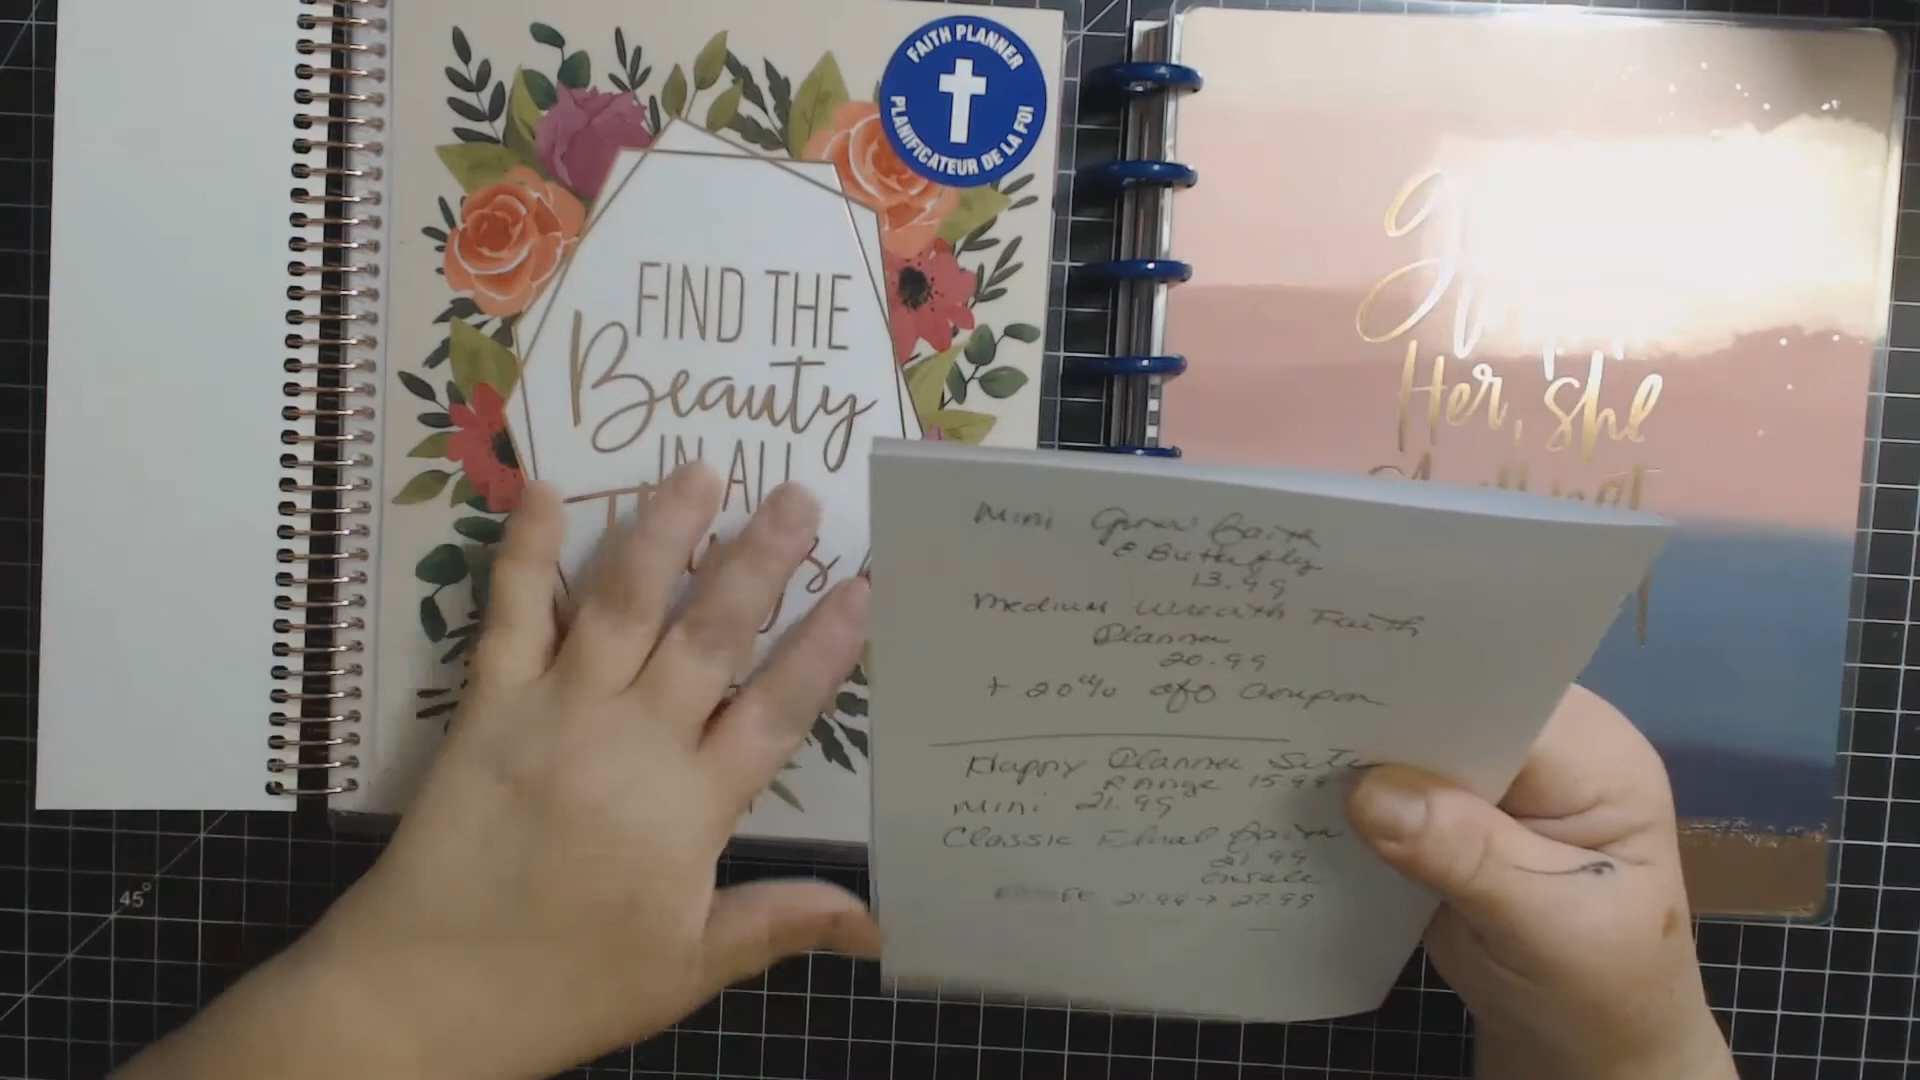 FAITH PLANNER
PLANIFICATEUR DE LA FOI
FIND THE
Beauty
IN ALL
Her, she
Mini Grow Faith
& Butterfly
13.99
Medium Wreath Faith
Planner
20.99
+ 20% off Coupon
Happy Planner Site
Range 15.99
Mini 21.99
Classic Floral Faith
21.99
onsale
21.99 → 27.99
45°